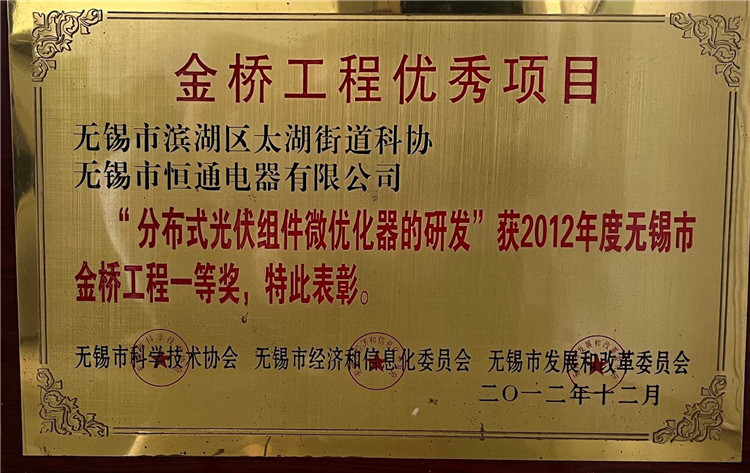 金桥工程优秀项目
无锡市滨湖区太湖街道科协
无锡市恒通电器有限公司
“分布式光伏组件微优化器的研发”获2012年度无锡市
金桥工程一等奖，特此表彰。
无锡市科学技术协会 无锡市经济和信息化委员会 无锡市发展和改革委员会
二〇一二年十二月